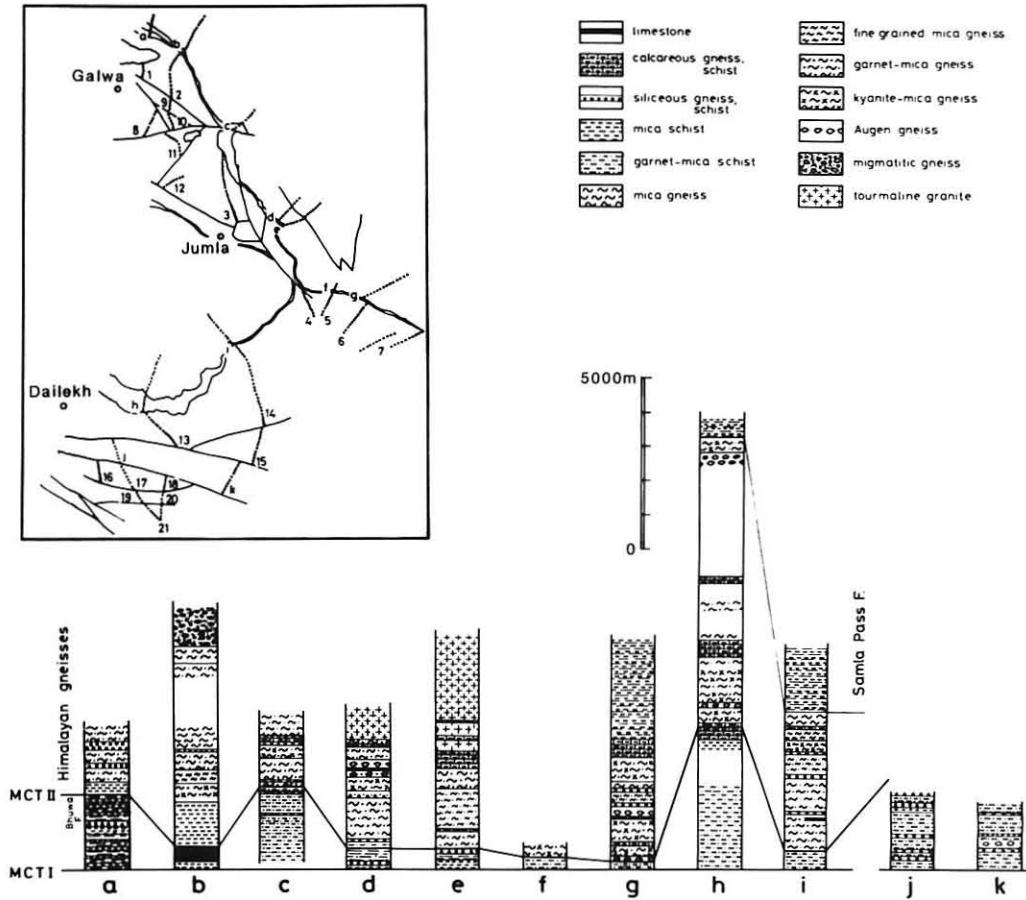 a
b
Galwa
1
2
9
10
8
c
11
12
3
d
e
Jumla
f
g
4
5
6
7
i
Dailekh
h
14
13
j
15
16
17
18
k
19
20
21
limestone
calcareous gneiss,
schist
siliceous gneiss,
schist
mica schist
garnet-mica schist
mica gneiss
fine grained mica gneiss
garnet-mica gneiss
kyanite-mica gneiss
Augen gneiss
migmatitic gneiss
tourmaline granite
5000m
0
Himalayan gneisses
Samla Pass F.
MCT II
Bhuwa
F
MCT I
a b c d e f g h i j k